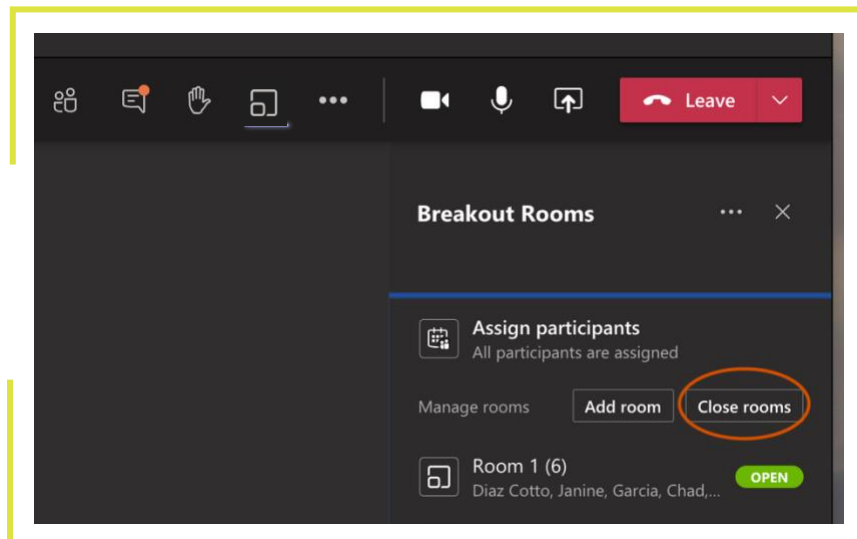 Leave
Breakout Rooms
Assign participants
All participants are assigned
Manage rooms Add room Close rooms
Room 1 (6)
Diaz Cotto, Janine, Garcia, Chad,...
OPEN